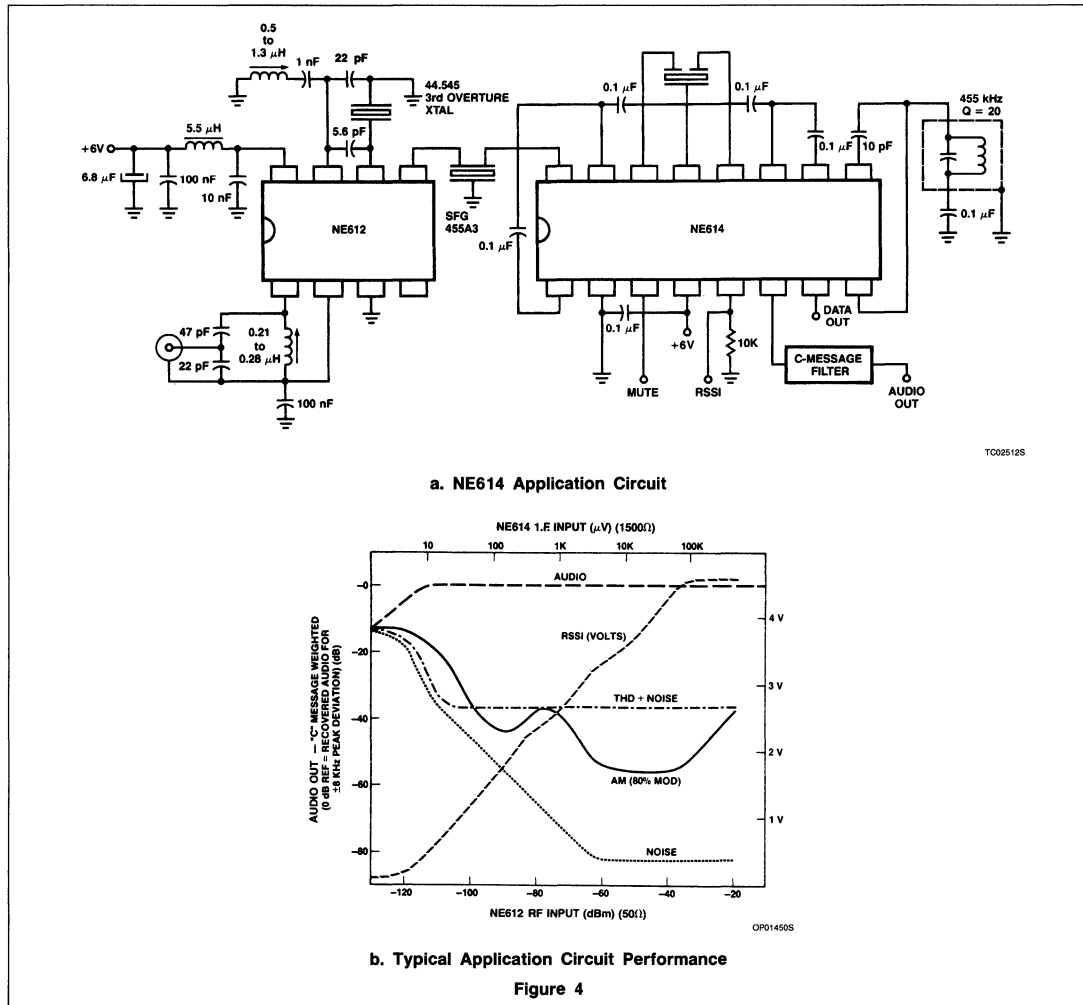 0.5
to
1.3 μH
1 nF
22 pF
44.545
3rd OVERTURE
XTAL
5.6 pF
+6V
5.5 μH
6.8 μF
100 nF
10 nF
NE612
SFG
455A3
47 pF
22 pF
0.21
to
0.28 μH
100 nF
0.1 μF
0.1 μF
0.1 μF
10 pF
455 kHz
Q = 20
0.1 μF
NE614
0.1 μF
0.1 μF
+6V
10K
MUTE
RSSI
DATA
OUT
C-MESSAGE
FILTER
AUDIO
OUT
TC02512S
a. NE614 Application Circuit
NE614 1.F. INPUT (μV) (1500Ω)
10 100 1K 10K 100K
AUDIO
RSSI (VOLTS)
THD + NOISE
AM (80% MOD)
NOISE
AUDIO OUT — "C" MESSAGE WEIGHTED
(0 dB REF = RECOVERED AUDIO FOR
±8 KHz PEAK DEVIATION) (dB)
−0
−20
−40
−60
−80
4 V
3 V
2 V
1 V
−120 −100 −80 −60 −40 −20
NE612 RF INPUT (dBm) (50Ω)
OP01450S
b. Typical Application Circuit Performance
Figure 4